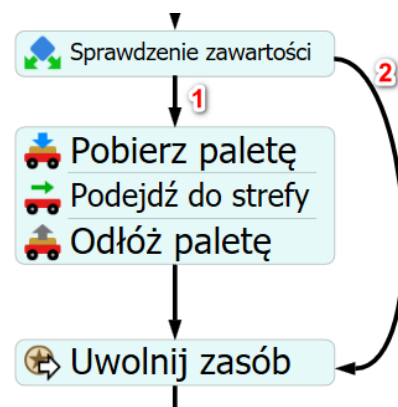 Sprawdzenie zawartości
2
1
Pobierz paletę
Podejdź do strefy
Odłóż paletę
Uwolnij zasób